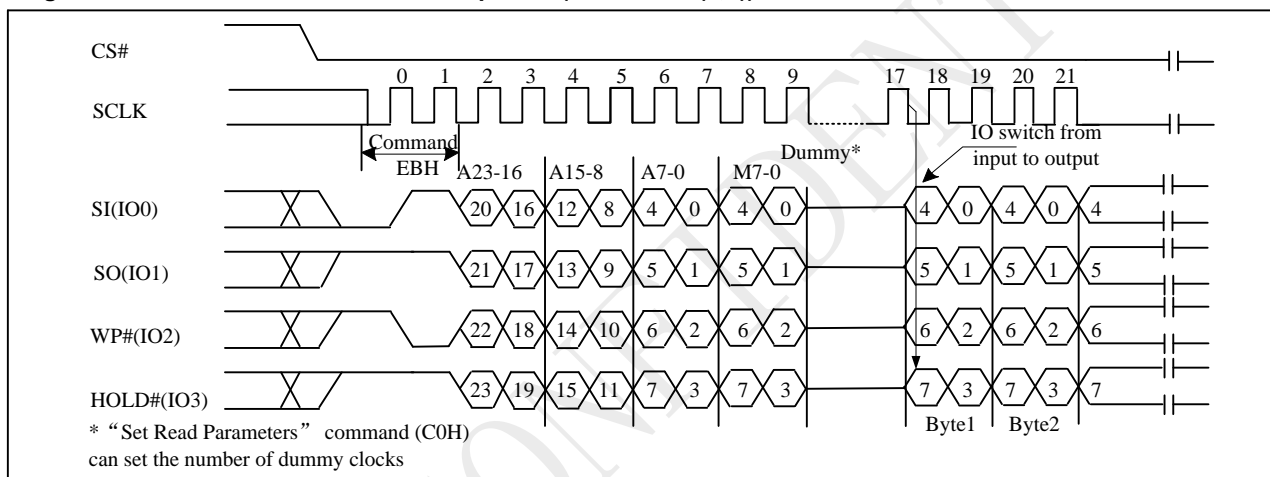 CS#
0 1 2 3 4 5 6 7 8 9 17 18 19 20 21
SCLK
Command
EBH
IO switch from
input to output
Dummy*
A23-16 A15-8 A7-0 M7-0
SI(IO0) 20 16 12 8 4 0 4 0 4 0 4 0 4
SO(IO1) 21 17 13 9 5 1 5 1 5 1 5 1 5
WP#(IO2) 22 18 14 10 6 2 6 2 6 2 6 2 6
HOLD#(IO3) 23 19 15 11 7 3 7 3 7 3 7 3 7
Byte1 Byte2
* “Set Read Parameters” command (C0H)
can set the number of dummy clocks